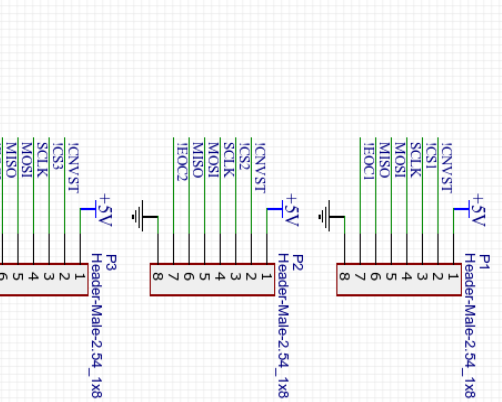 P1
Header-Male-2.54_1x8
+5V 1
!CNVST 2
!CS1 3
SCLK 4
MOSI 5
MISO 6
!EOC1 7
8
P2
Header-Male-2.54_1x8
+5V 1
!CNVST 2
!CS2 3
SCLK 4
MOSI 5
MISO 6
!EOC2 7
8
P3
Header-Male-2.54_1x8
+5V 1
!CNVST 2
!CS3 3
SCLK 4
MOSI 5
MISO 6